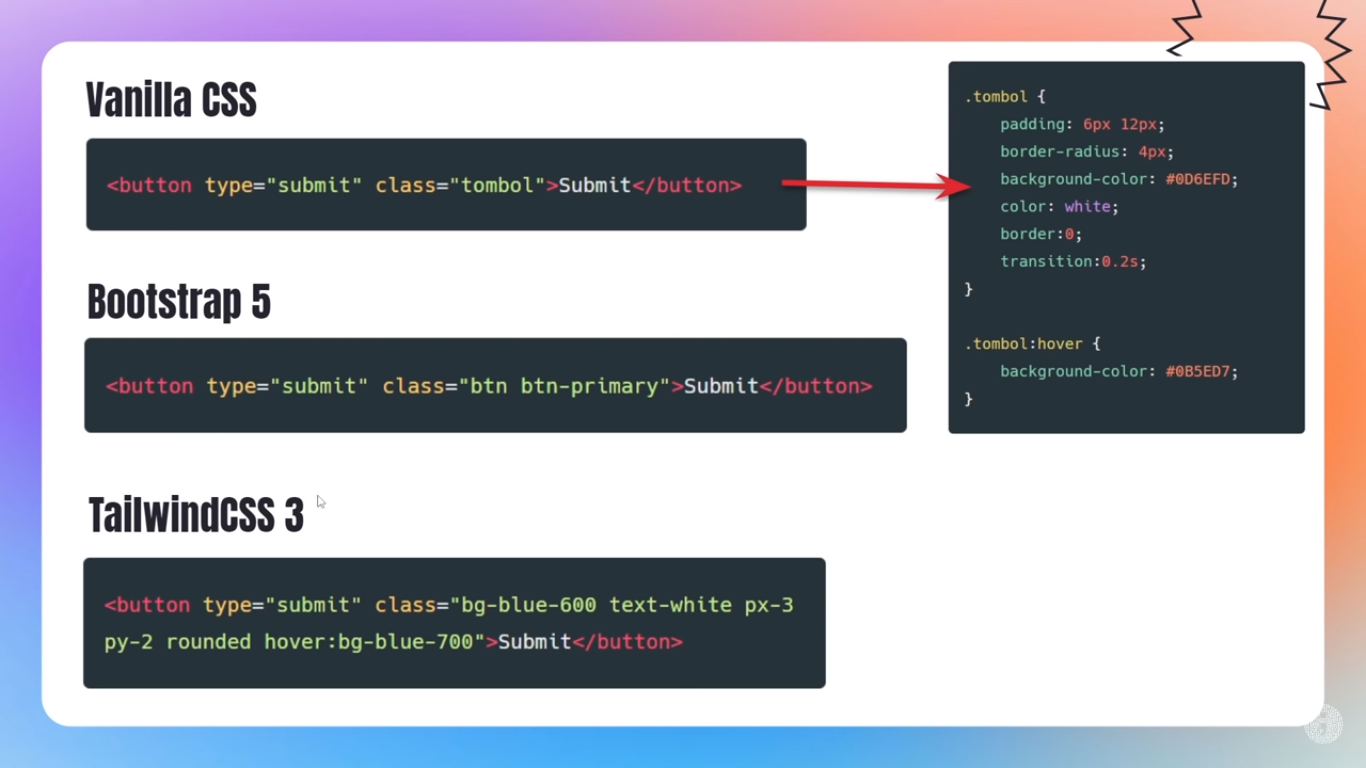 Vanilla CSS
<button type="submit" class="tombol">Submit</button>
.tombol {
padding: 6px 12px;
border-radius: 4px;
background-color: #0D6EFD;
color: white;
border:0;
transition:0.2s;
}
.tombol:hover {
background-color: #0B5ED7;
}
Bootstrap 5
<button type="submit" class="btn btn-primary">Submit</button>
TailwindCSS 3
<button type="submit" class="bg-blue-600 text-white px-3
py-2 rounded hover:bg-blue-700">Submit</button>